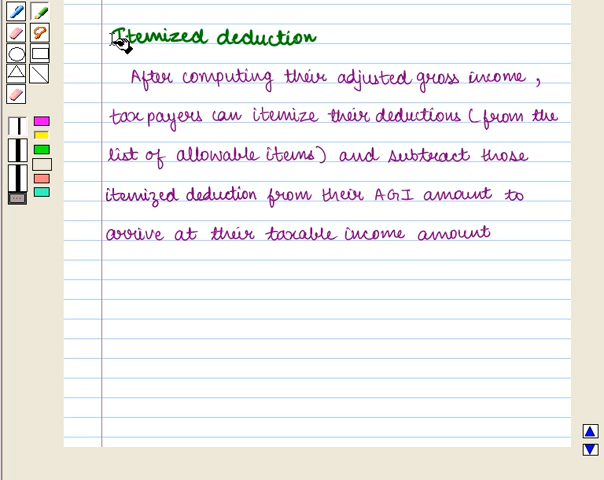 Itemized deduction
After computing their adjusted gross income,
tax payers can itemize their deductions (from the
list of allowable items) and subtract those
itemized deduction from their AGI amount to
arrive at their taxable income amount